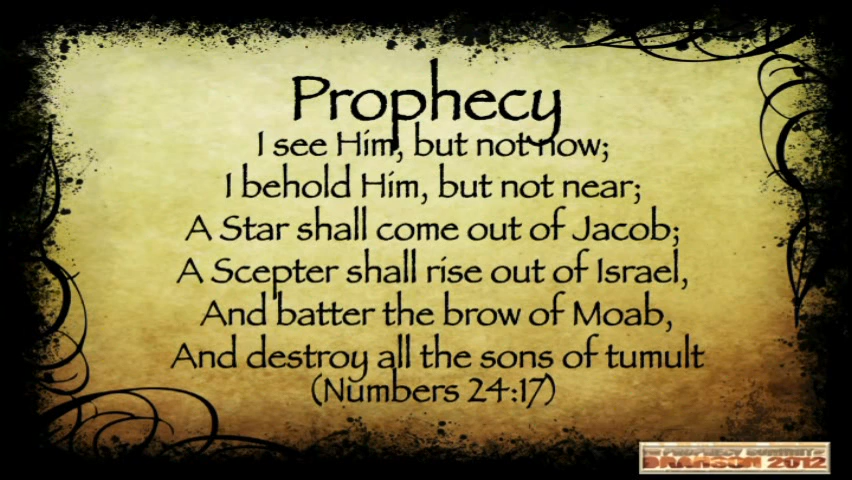 Prophecy
I see Him, but not now;
I behold Him, but not near;
A Star shall come out of Jacob;
A Scepter shall rise out of Israel,
And batter the brow of Moab,
And destroy all the sons of tumult
(Numbers 24:17)
PROPHECY SUMMIT
BRANSON 2012